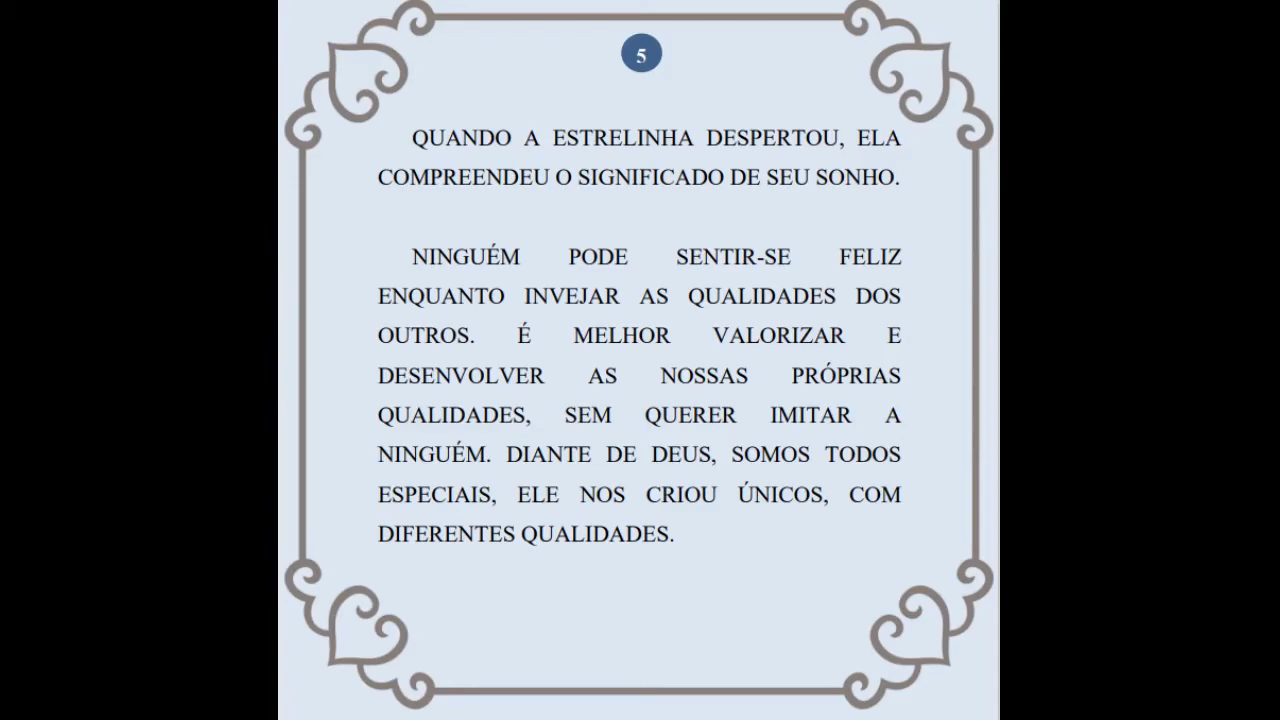 5
QUANDO A ESTRELINHA DESPERTOU, ELA
COMPREENDEU O SIGNIFICADO DE SEU SONHO.
NINGUÉM PODE SENTIR-SE FELIZ
ENQUANTO INVEJAR AS QUALIDADES DOS
OUTROS. É MELHOR VALORIZAR E
DESENVOLVER AS NOSSAS PRÓPRIAS
QUALIDADES, SEM QUERER IMITAR A
NINGUÉM. DIANTE DE DEUS, SOMOS TODOS
ESPECIAIS, ELE NOS CRIOU ÚNICOS, COM
DIFERENTES QUALIDADES.